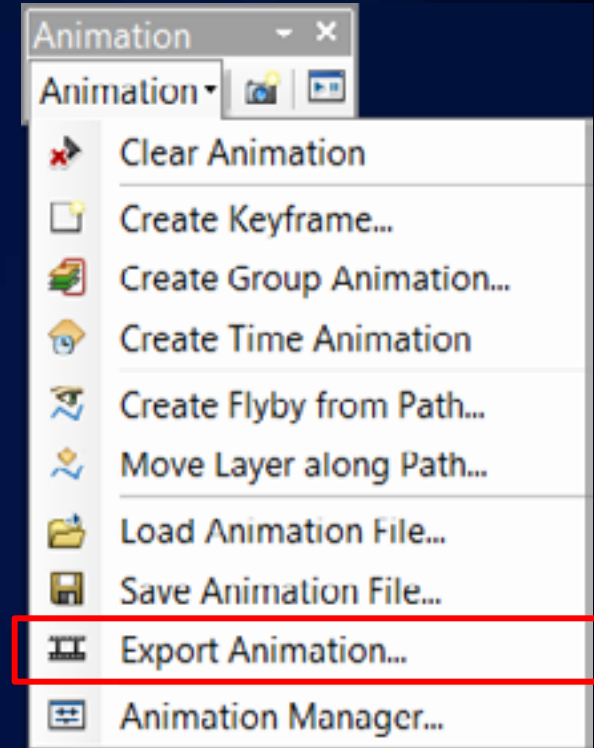 Animation
Animation
Clear Animation
Create Keyframe...
Create Group Animation...
Create Time Animation
Create Flyby from Path...
Move Layer along Path...
Load Animation File...
Save Animation File...
Export Animation...
Animation Manager...